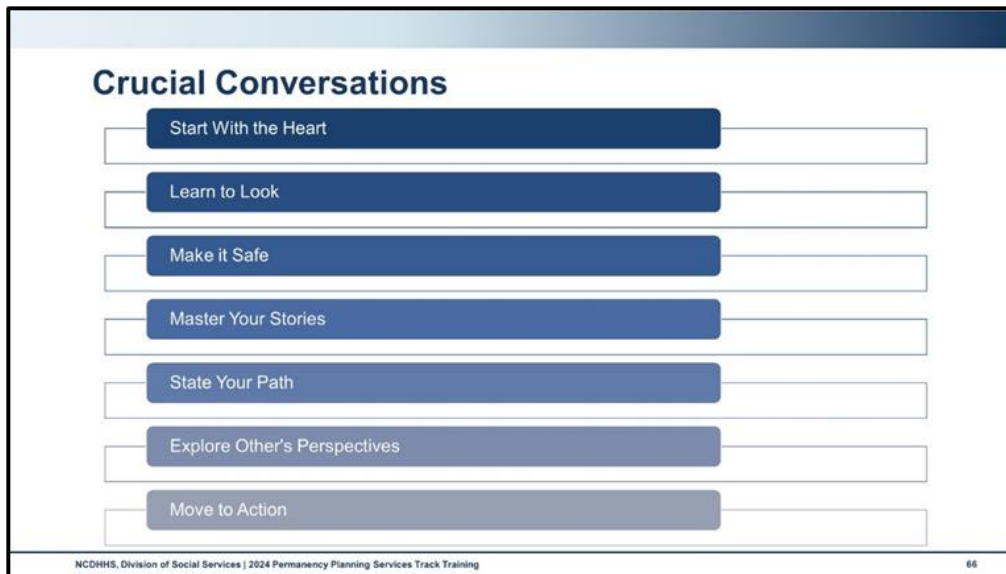 Crucial Conversations
Start With the Heart
Learn to Look
Make it Safe
Master Your Stories
State Your Path
Explore Other's Perspectives
Move to Action
NCDHHS, Division of Social Services | 2024 Permanency Planning Services Track Training
66